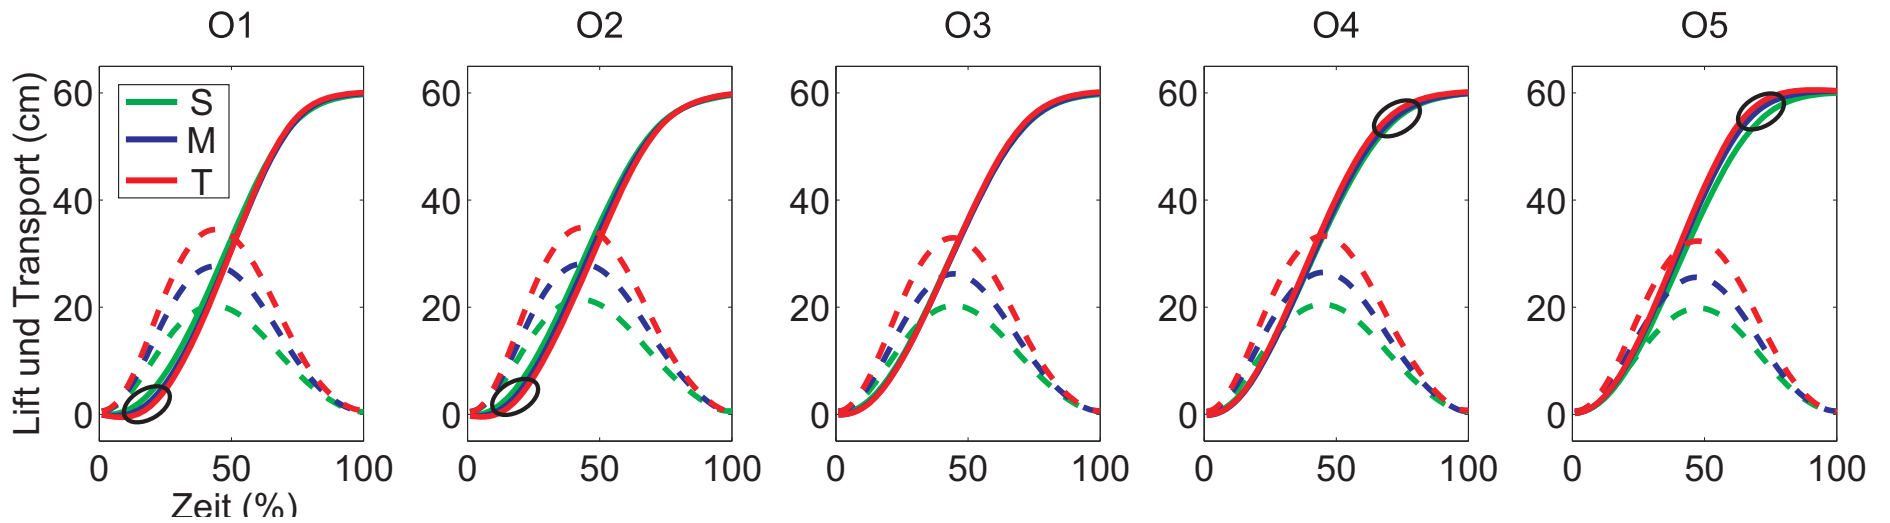 O1 O2 O3 O4 O5
Lift und Transport (cm)
60 60 60 60 60
S
M
T
40 40 40 40 40
20 20 20 20 20
0 0 0 0 0
0 50 100 0 50 100 0 50 100 0 50 100 0 50 100
Zeit (%)